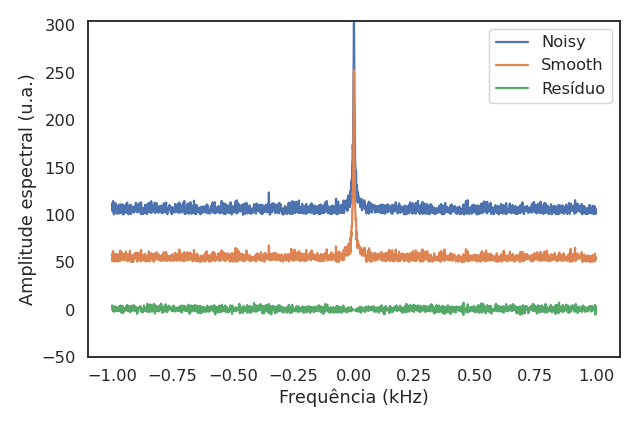 Amplitude espectral (u.a.)
300
250
200
150
100
50
0
−50
Noisy
Smooth
Resíduo
−1.00 −0.75 −0.50 −0.25 0.00 0.25 0.50 0.75 1.00
Frequência (kHz)